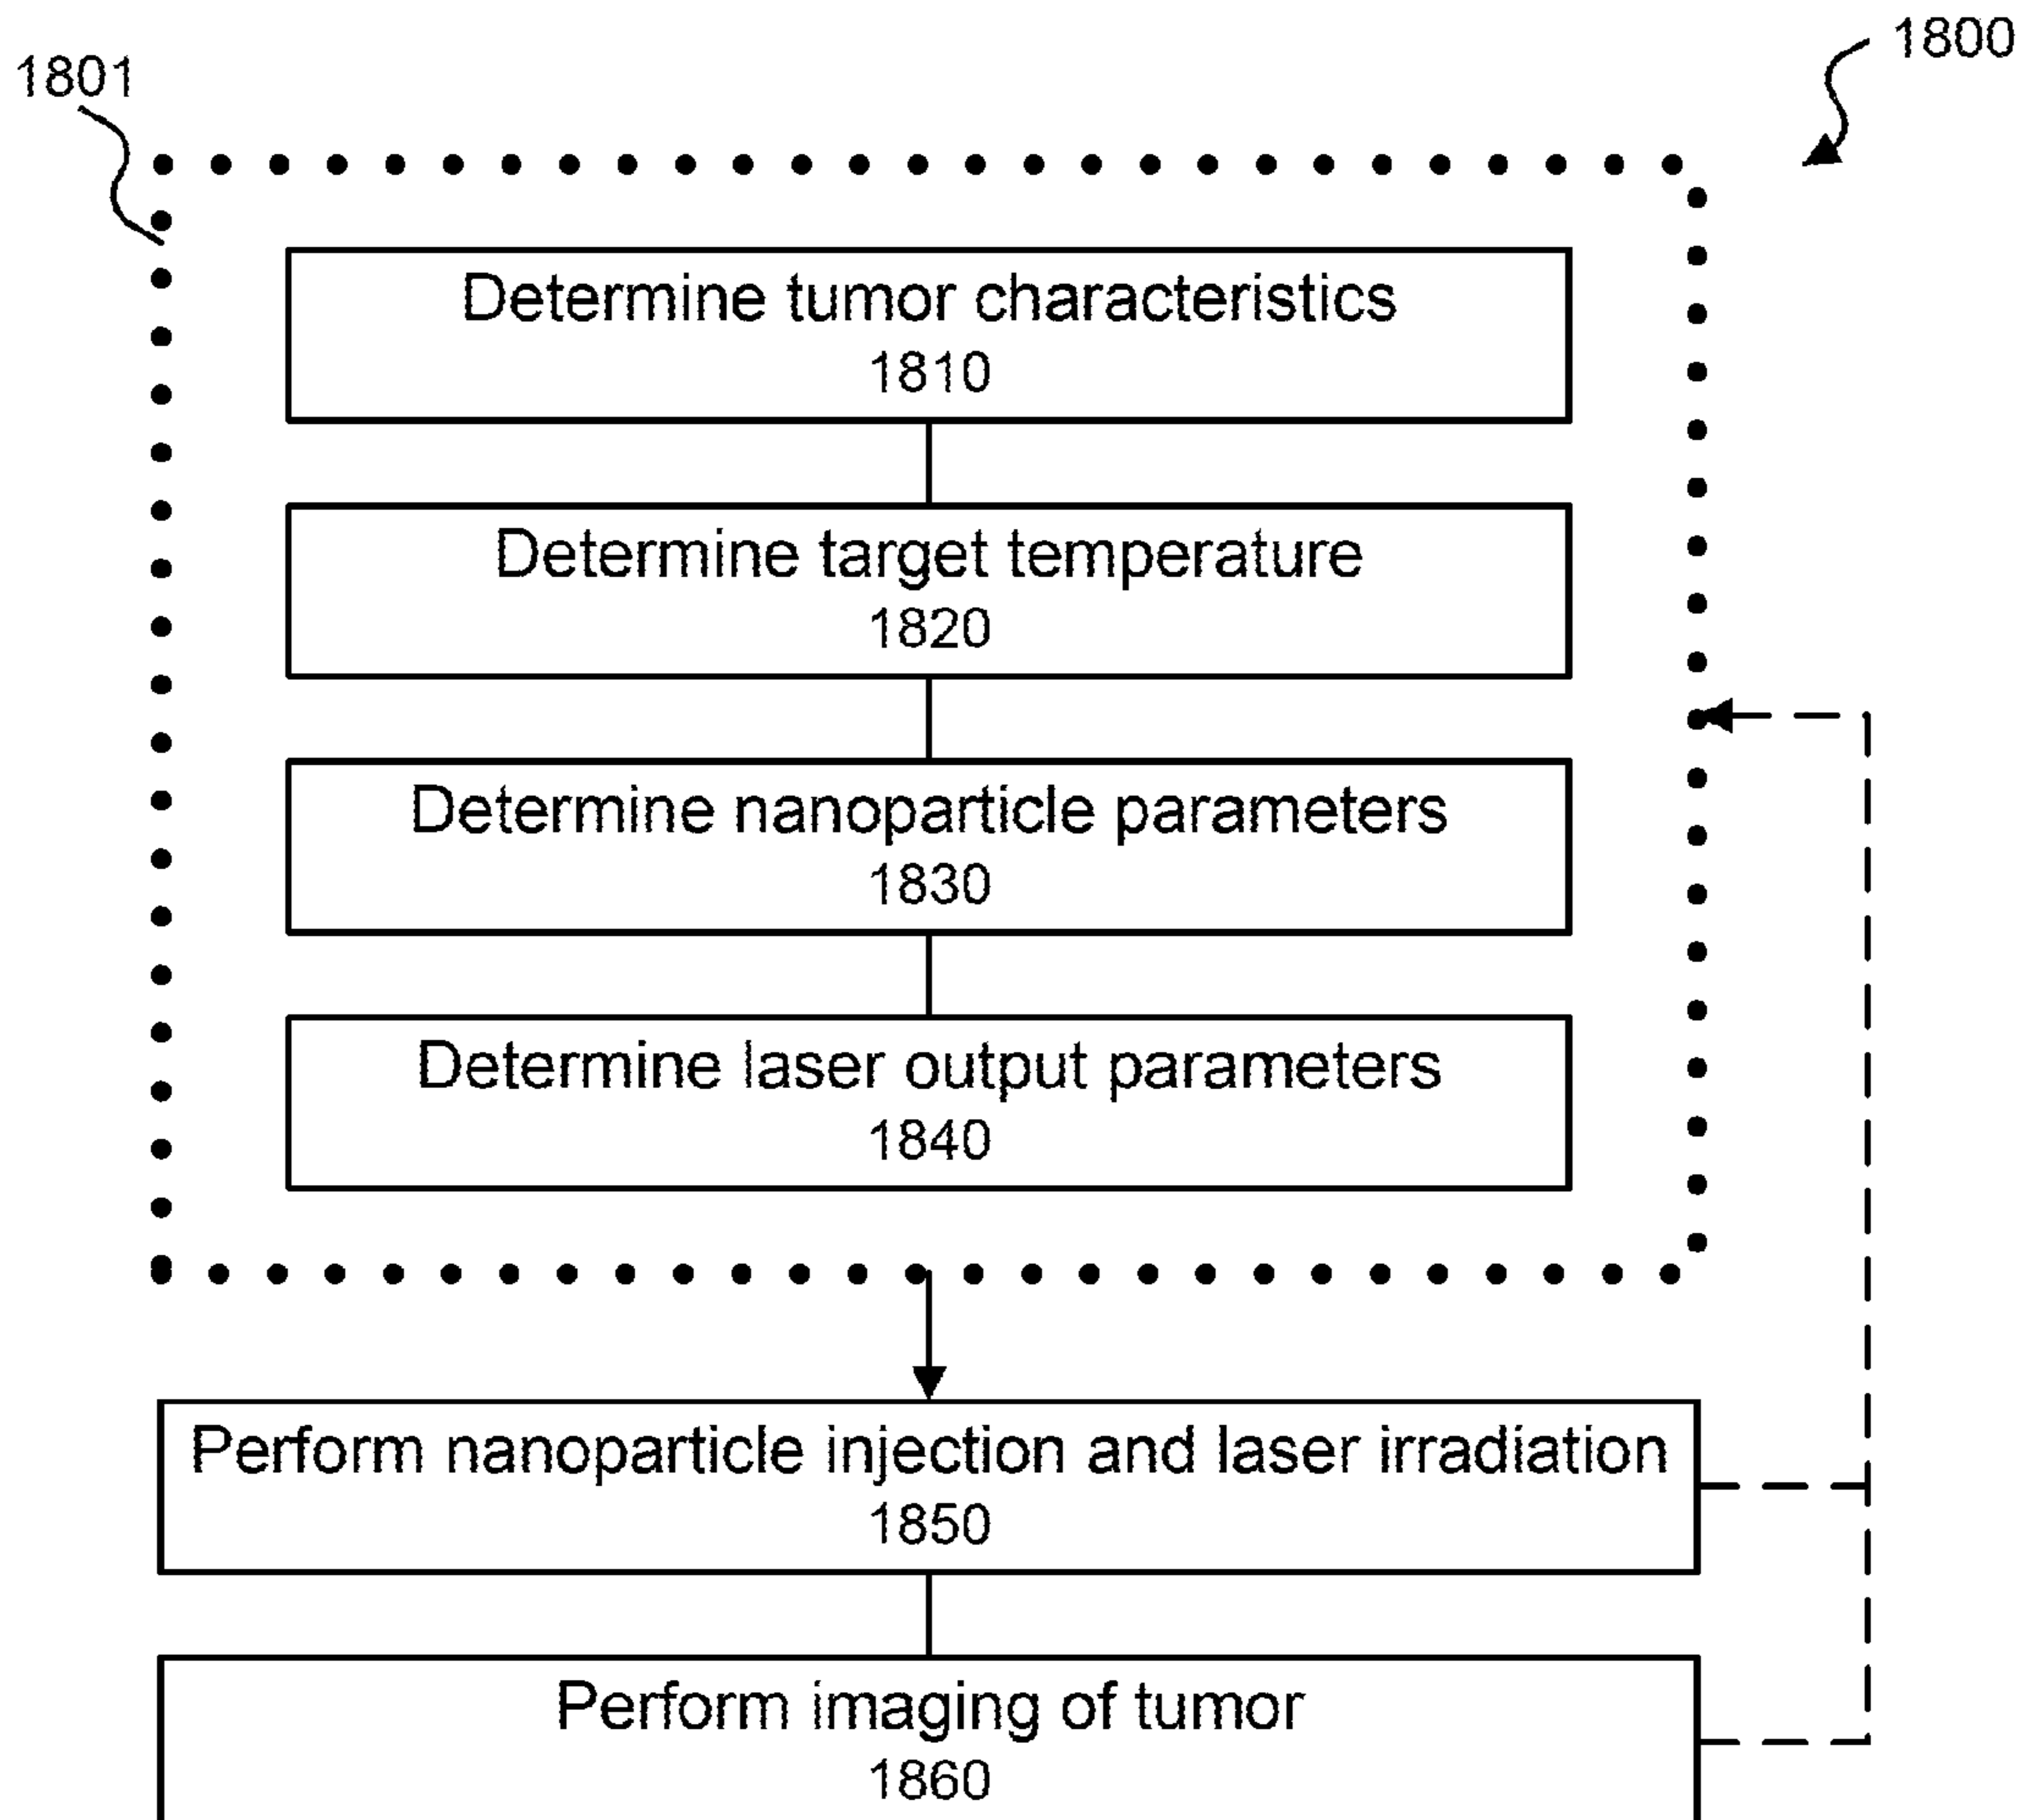 1800
1801
Determine tumor characteristics
1810
Determine target temperature
1820
Determine nanoparticle parameters
1830
Determine laser output parameters
1840
Perform nanoparticle injection and laser irradiation
1850
Perform imaging of tumor
1860